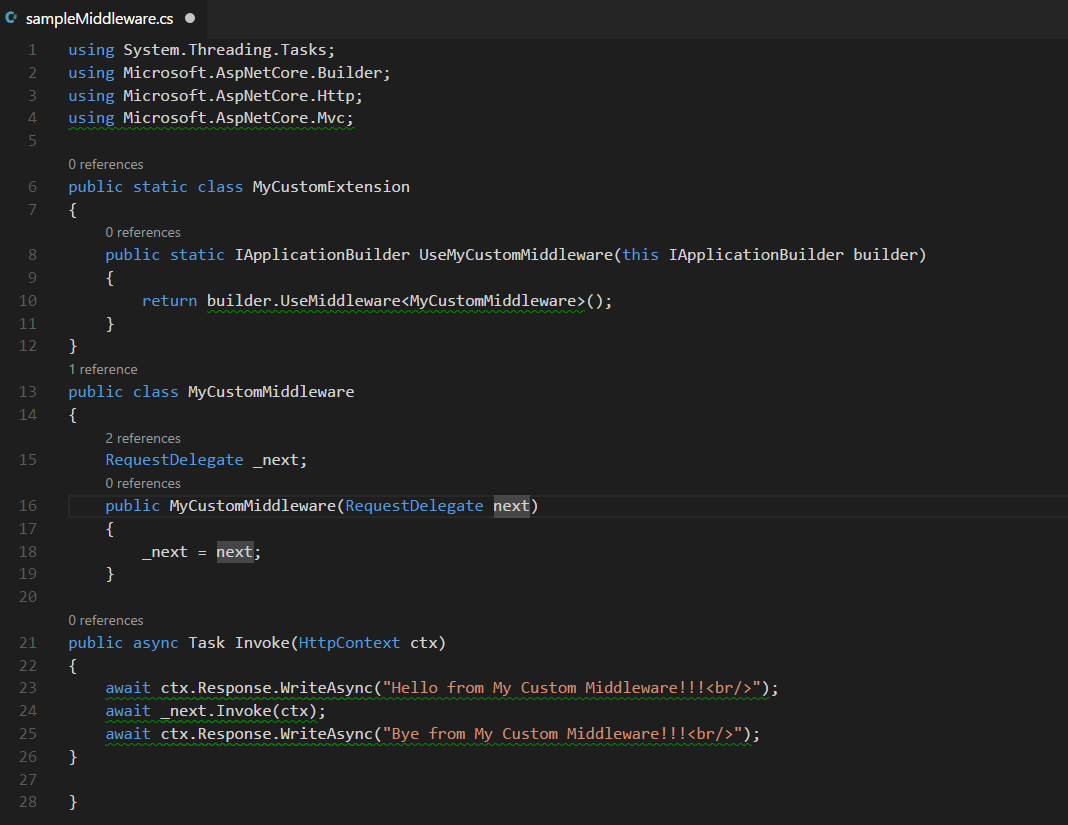 sampleMiddleware.cs
1 using System.Threading.Tasks;
2 using Microsoft.AspNetCore.Builder;
3 using Microsoft.AspNetCore.Http;
4 using Microsoft.AspNetCore.Mvc;
5
0 references
6 public static class MyCustomExtension
7 {
0 references
8 public static IApplicationBuilder UseMyCustomMiddleware(this IApplicationBuilder builder)
9 {
10 return builder.UseMiddleware<MyCustomMiddleware>();
11 }
12 }
1 reference
13 public class MyCustomMiddleware
14 {
2 references
15 RequestDelegate _next;
0 references
16 public MyCustomMiddleware(RequestDelegate next)
17 {
18 _next = next;
19 }
20
0 references
21 public async Task Invoke(HttpContext ctx)
22 {
23 await ctx.Response.WriteAsync("Hello from My Custom Middleware!!!<br/>");
24 await _next.Invoke(ctx);
25 await ctx.Response.WriteAsync("Bye from My Custom Middleware!!!<br/>");
26 }
27
28 }